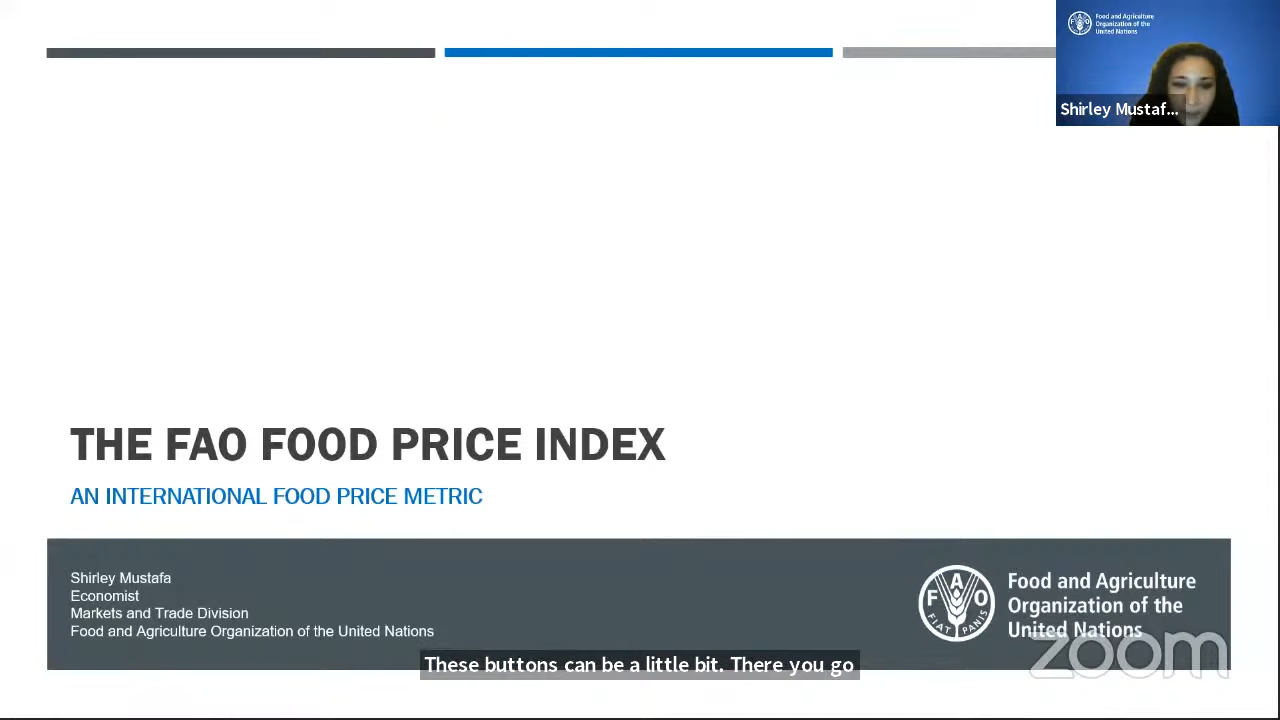 Food and Agriculture
Organization of the
United Nations
Shirley Mustaf...
THE FAO FOOD PRICE INDEX
AN INTERNATIONAL FOOD PRICE METRIC
Shirley Mustafa
Economist
Markets and Trade Division
Food and Agriculture Organization of the United Nations
F A O
FIAT PANIS
Food and Agriculture
Organization of the
United Nations
zoom
These buttons can be a little bit. There you go